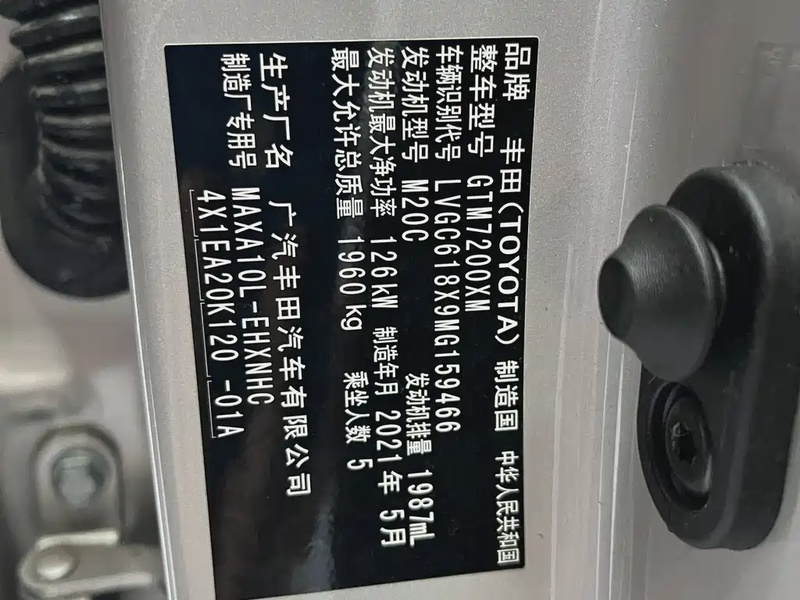 品牌 丰田(TOYOTA) 制造国 中华人民共和国
整车型号 GTM7200XM
车辆识别代号 LVGC618X9MG159466
发动机型号 M20C 发动机排量 1987mL
发动机最大净功率 126kW 制造年月 2021年 5月
最大允许总质量 1960kg 乘坐人数 5
生产厂名 广汽丰田汽车有限公司
制造厂专用号 MAXA10L-EHXNHC
4X1EA20K120 -01A